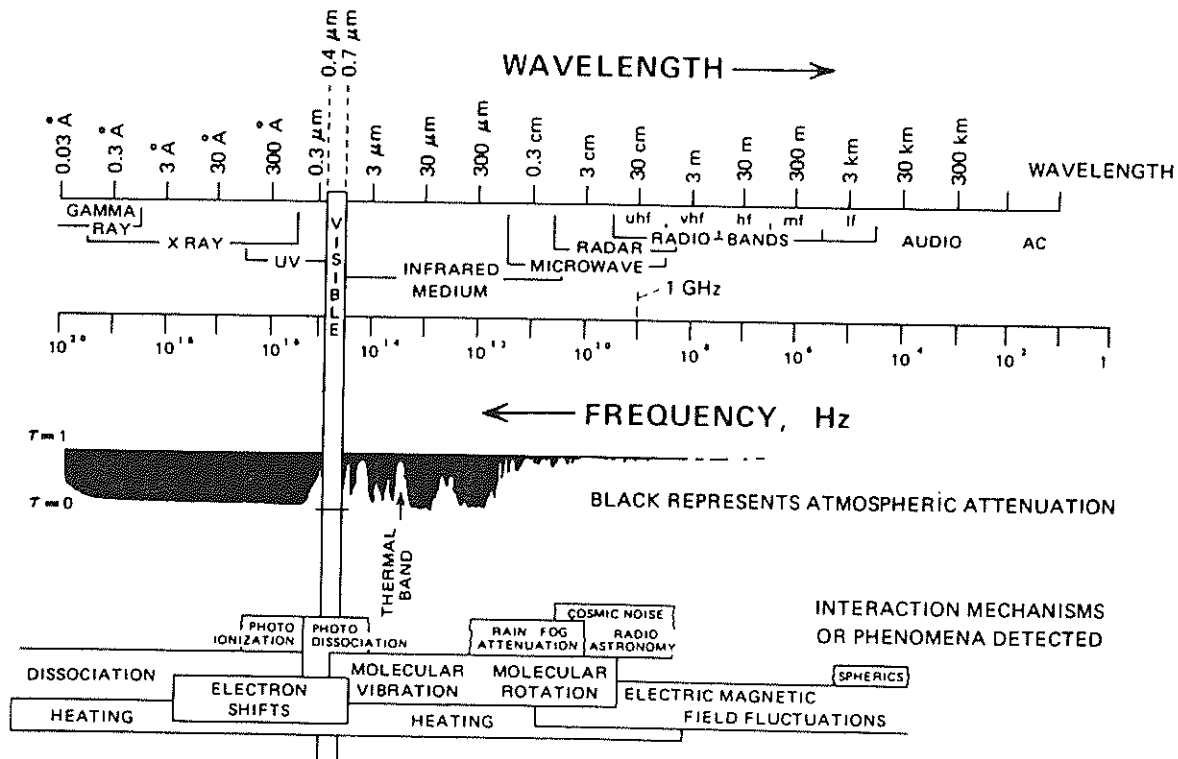 0.4 μm
0.7 μm
WAVELENGTH
0.03 Å
0.3 Å
3 Å
30 Å
300 Å
0.3 μm
3 μm
30 μm
300 μm
0.3 cm
3 cm
30 cm
3 m
30 m
300 m
3 km
30 km
300 km
WAVELENGTH
GAMMA
RAY
X RAY
UV
VISIBLE
INFRARED
MEDIUM
MICROWAVE
RADAR
uhf
vhf
hf
mf
lf
RADIO BANDS
AUDIO
AC
1 GHz
10²⁰
10¹⁸
10¹⁶
10¹⁴
10¹²
10¹⁰
10⁸
10⁶
10⁴
10²
1
FREQUENCY, Hz
τ=1
τ=0
BLACK REPRESENTS ATMOSPHERIC ATTENUATION
THERMAL
BAND
INTERACTION MECHANISMS
OR PHENOMENA DETECTED
PHOTO
IONIZATION
PHOTO
DISSOCIATION
RAIN FOG
ATTENUATION
COSMIC NOISE
RADIO
ASTRONOMY
DISSOCIATION
ELECTRON
SHIFTS
MOLECULAR
VIBRATION
MOLECULAR
ROTATION
SPHERICS
ELECTRIC MAGNETIC
FIELD FLUCTUATIONS
HEATING
HEATING